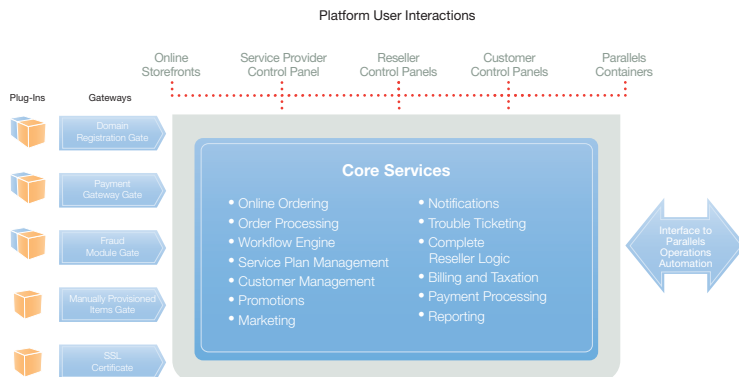 Platform User Interactions
Online
Storefronts
Service Provider
Control Panel
Reseller
Control Panels
Customer
Control Panels
Parallels
Containers
Plug-Ins
Gateways
Domain
Registration Gate
Payment
Gateway Gate
Fraud
Module Gate
Manually Provisioned
Items Gate
SSL
Certificate
Core Services
• Online Ordering
• Order Processing
• Workflow Engine
• Service Plan Management
• Customer Management
• Promotions
• Marketing
• Notifications
• Trouble Ticketing
• Complete
Reseller Logic
• Billing and Taxation
• Payment Processing
• Reporting
Interface to
Parallels
Operations
Automation